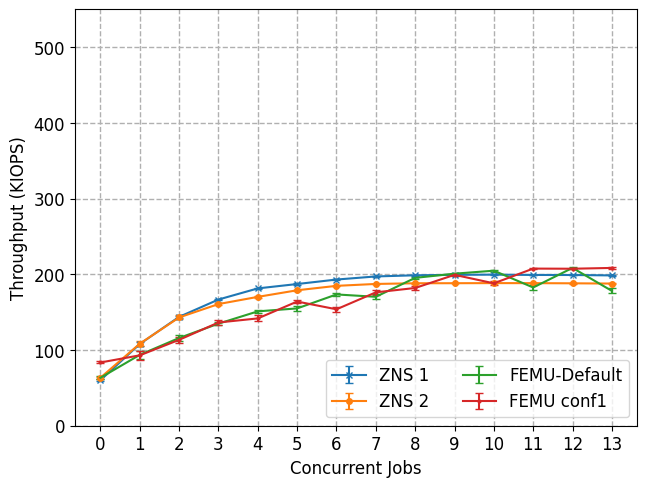 Throughput (KIOPS)
500
400
300
200
100
0
ZNS 1
ZNS 2
FEMU-Default
FEMU conf1
0 1 2 3 4 5 6 7 8 9 10 11 12 13
Concurrent Jobs